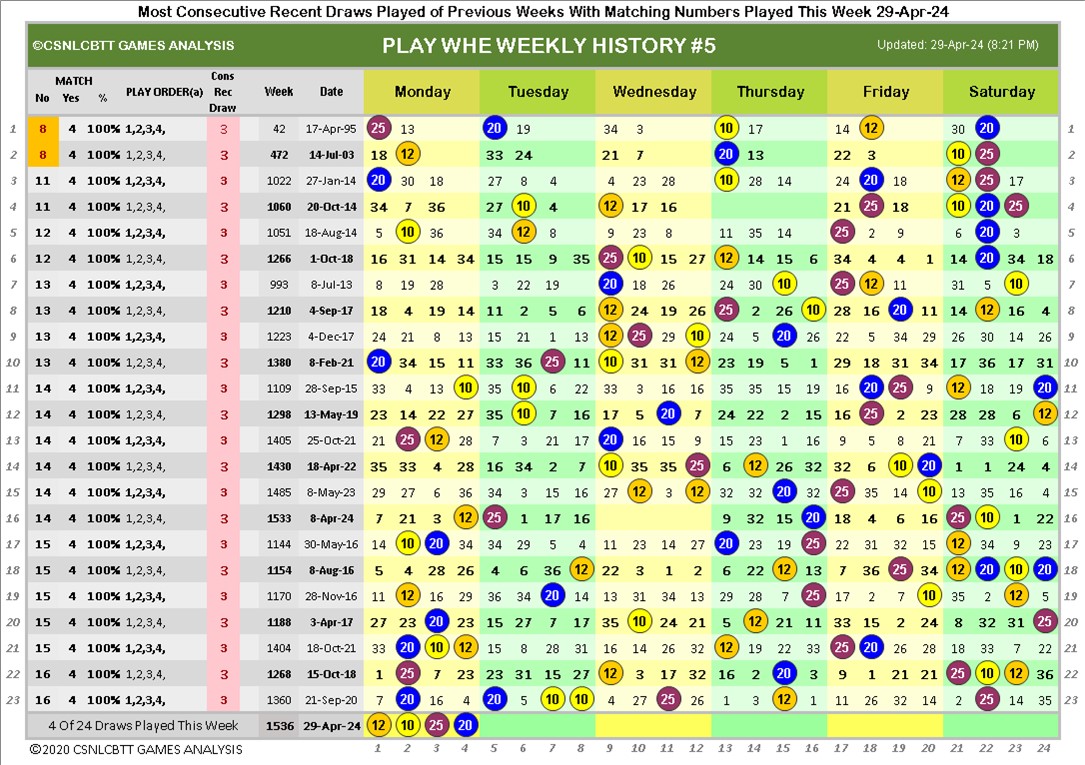 Most Consecutive Recent Draws Played of Previous Weeks With Matching Numbers Played This Week 29-Apr-24
©CSNLCBTT GAMES ANALYSIS PLAY WHE WEEKLY HISTORY #5 Updated: 29-Apr-24 (8:21 PM)
No MATCH Yes % PLAY ORDER(a) Cons Rec Draw Week Date Monday Tuesday Wednesday Thursday Friday Saturday
1 8 4 100% 1,2,3,4, 3 42 17-Apr-95 25 13 20 19 34 3 10 17 14 12 30 20 1
2 8 4 100% 1,2,3,4, 3 472 14-Jul-03 18 12 33 24 21 7 20 13 22 3 10 25 2
3 11 4 100% 1,2,3,4, 3 1022 27-Jan-14 20 30 18 27 8 4 4 23 28 10 28 14 24 20 18 12 25 17 3
4 11 4 100% 1,2,3,4, 3 1060 20-Oct-14 34 7 36 27 10 4 12 17 16 21 25 18 10 20 25 4
5 12 4 100% 1,2,3,4, 3 1051 18-Aug-14 5 10 36 34 12 8 9 23 8 11 35 14 25 2 9 6 20 3 5
6 12 4 100% 1,2,3,4, 3 1266 1-Oct-18 16 31 14 34 15 15 9 35 25 10 15 27 12 14 15 6 34 4 4 1 14 20 34 18 6
7 13 4 100% 1,2,3,4, 3 993 8-Jul-13 8 19 28 3 22 19 20 18 26 24 30 10 25 12 11 31 5 10 7
8 13 4 100% 1,2,3,4, 3 1210 4-Sep-17 18 4 19 14 11 2 5 6 12 24 19 26 25 2 26 10 28 16 20 11 14 12 16 4 8
9 13 4 100% 1,2,3,4, 3 1223 4-Dec-17 24 21 8 13 15 21 1 13 12 25 29 10 24 5 20 26 22 5 34 29 26 30 14 26 9
10 13 4 100% 1,2,3,4, 3 1380 8-Feb-21 20 34 15 11 33 36 25 11 10 31 31 12 23 19 5 1 29 18 31 34 17 36 17 31 10
11 14 4 100% 1,2,3,4, 3 1109 28-Sep-15 33 4 13 10 35 10 6 22 33 3 16 16 35 35 15 19 16 20 25 9 12 18 19 20 11
12 14 4 100% 1,2,3,4, 3 1298 13-May-19 23 14 22 27 35 10 7 16 17 5 20 7 24 22 2 15 16 25 2 23 28 28 6 12 12
13 14 4 100% 1,2,3,4, 3 1405 25-Oct-21 21 25 12 28 7 3 21 17 20 16 15 9 15 23 1 16 9 5 8 21 7 33 10 6 13
14 14 4 100% 1,2,3,4, 3 1430 18-Apr-22 35 33 4 28 16 34 2 7 10 35 35 25 6 12 26 32 32 6 10 20 1 1 24 4 14
15 14 4 100% 1,2,3,4, 3 1485 8-May-23 29 27 6 36 34 3 15 16 27 12 3 12 32 32 20 32 25 35 14 10 13 35 16 4 15
16 14 4 100% 1,2,3,4, 3 1533 8-Apr-24 7 21 3 12 25 1 17 16 9 32 15 20 18 4 6 16 25 10 1 22 16
17 15 4 100% 1,2,3,4, 3 1144 30-May-16 14 10 20 34 34 29 5 4 11 23 14 27 20 23 19 25 22 31 32 15 12 34 9 23 17
18 15 4 100% 1,2,3,4, 3 1154 8-Aug-16 5 4 28 26 4 6 36 12 22 3 1 2 6 22 12 13 7 36 25 34 12 20 10 20 18
19 15 4 100% 1,2,3,4, 3 1170 28-Nov-16 11 12 16 29 36 34 20 14 13 31 34 13 29 28 7 25 17 2 7 10 35 2 12 5 19
20 15 4 100% 1,2,3,4, 3 1188 3-Apr-17 27 23 20 23 15 27 7 17 35 10 24 21 5 12 21 11 33 15 2 24 8 32 31 25 20
21 15 4 100% 1,2,3,4, 3 1404 18-Oct-21 33 20 10 12 15 8 28 31 16 14 26 32 12 14 27 29 25 20 26 28 18 33 7 22 21
22 16 4 100% 1,2,3,4, 3 1268 15-Oct-18 1 25 7 23 23 31 15 27 12 3 17 32 16 2 20 3 9 1 21 21 25 10 12 36 22
23 16 4 100% 1,2,3,4, 3 1360 21-Sep-20 7 20 16 4 20 5 10 10 4 27 25 26 1 3 12 1 11 26 32 14 2 25 14 35 23
4 Of 24 Draws Played This Week 1536 29-Apr-24 12 10 25 20
©2020 CSNLCBTT GAMES ANALYSIS 1 2 3 4 5 6 7 8 9 10 11 12 13 14 15 16 17 18 19 20 21 22 23 24